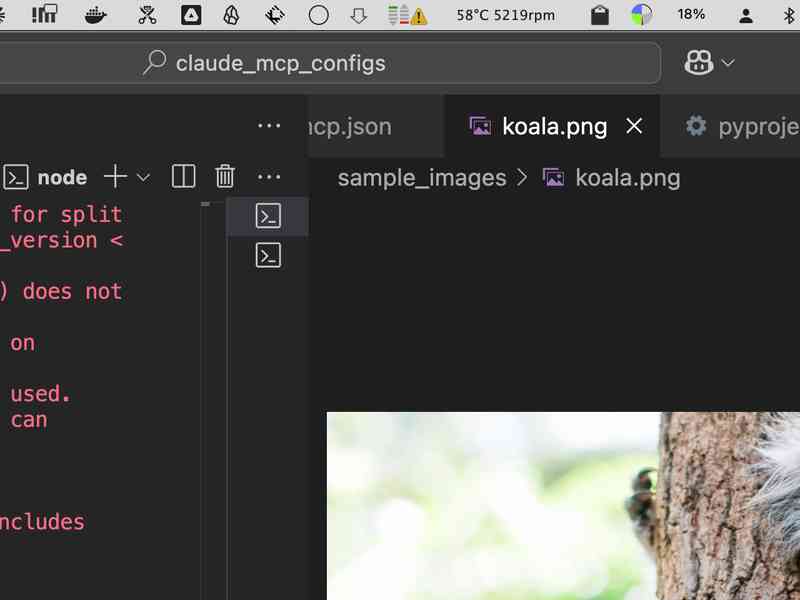 58°C 5219rpm
18%
claude_mcp_configs
mcp.json
koala.png
pyproje
node
sample_images > koala.png
for split
_version <
) does not
on
used.
can
ncludes